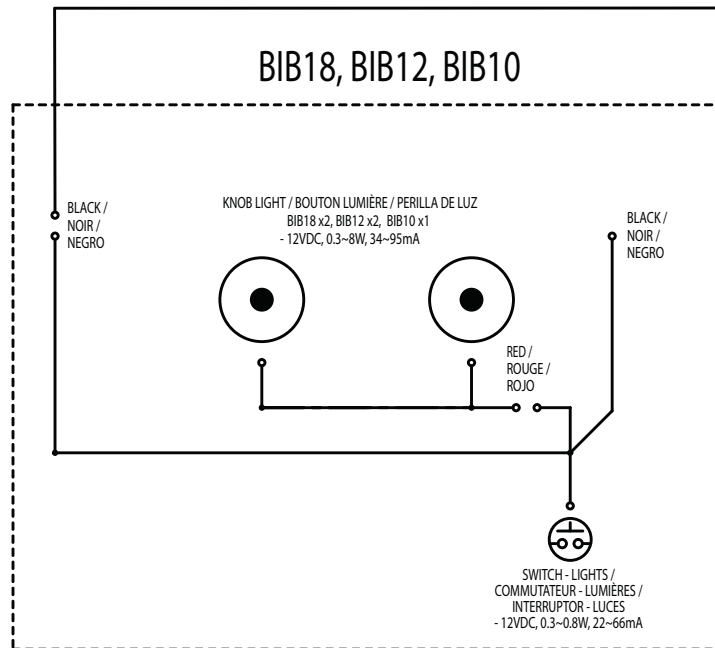 BIB18, BIB12, BIB10
BLACK /
NOIR /
NEGRO
KNOB LIGHT / BOUTON LUMIÈRE / PERILLA DE LUZ
BIB18 x2, BIB12 x2, BIB10 x1
- 12VDC, 0.3~8W, 34~95mA
BLACK /
NOIR /
NEGRO
RED /
ROUGE /
ROJO
SWITCH - LIGHTS /
COMMUTATEUR - LUMIÈRES /
INTERRUPTOR - LUCES
- 12VDC, 0.3~0.8W, 22~66mA